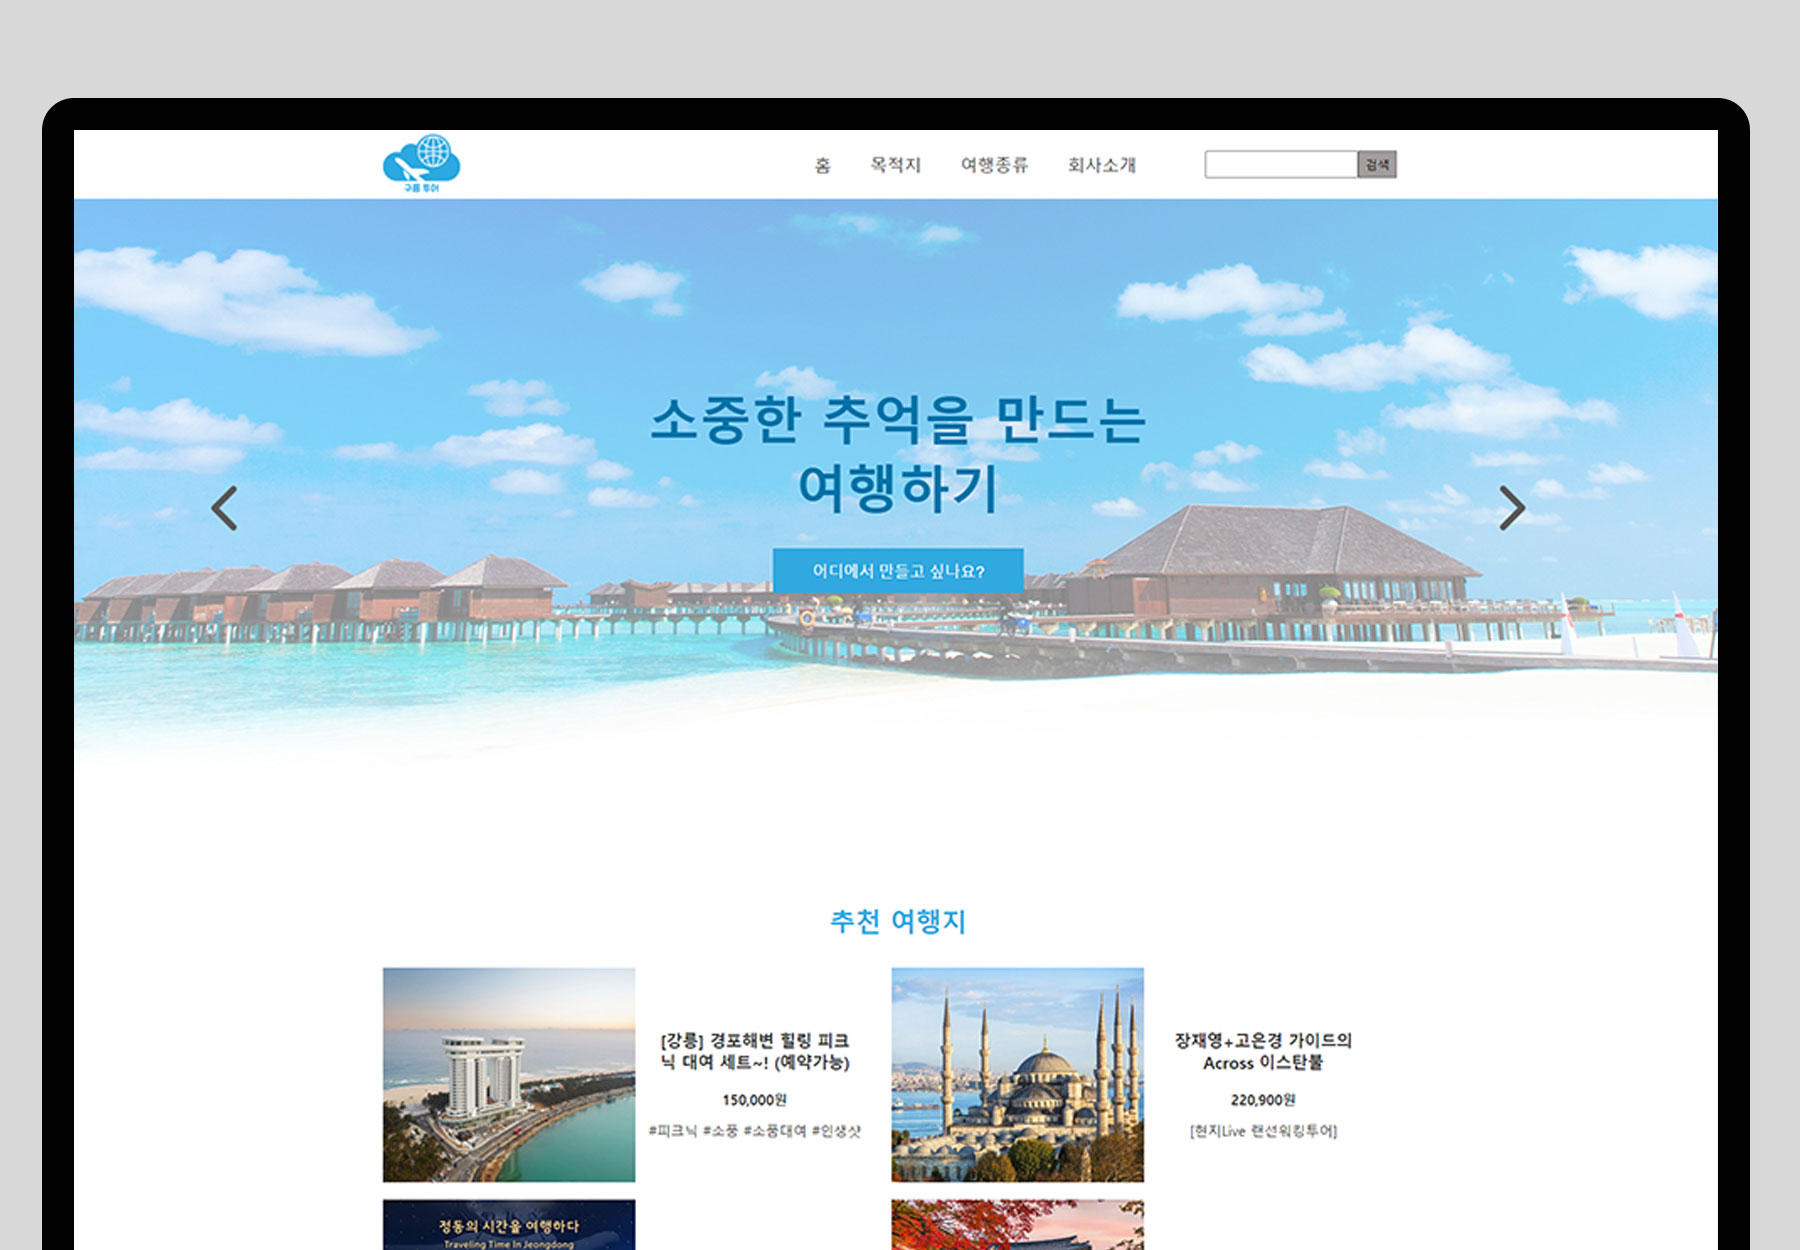 구름 투어
홈 목적지 여행종류 회사소개
검색
소중한 추억을 만드는
여행하기
어디에서 만들고 싶나요?
추천 여행지
[강릉] 경포해변 힐링 피크
닉 대여 세트~! (예약가능)
150,000원
#피크닉 #소풍 #소풍대여 #인생샷
장재영+고은경 가이드의
Across 이스탄불
220,900원
[현지Live 랜선워킹투어]
정동의 시간을 여행하다
Traveling Time In Jeongdong